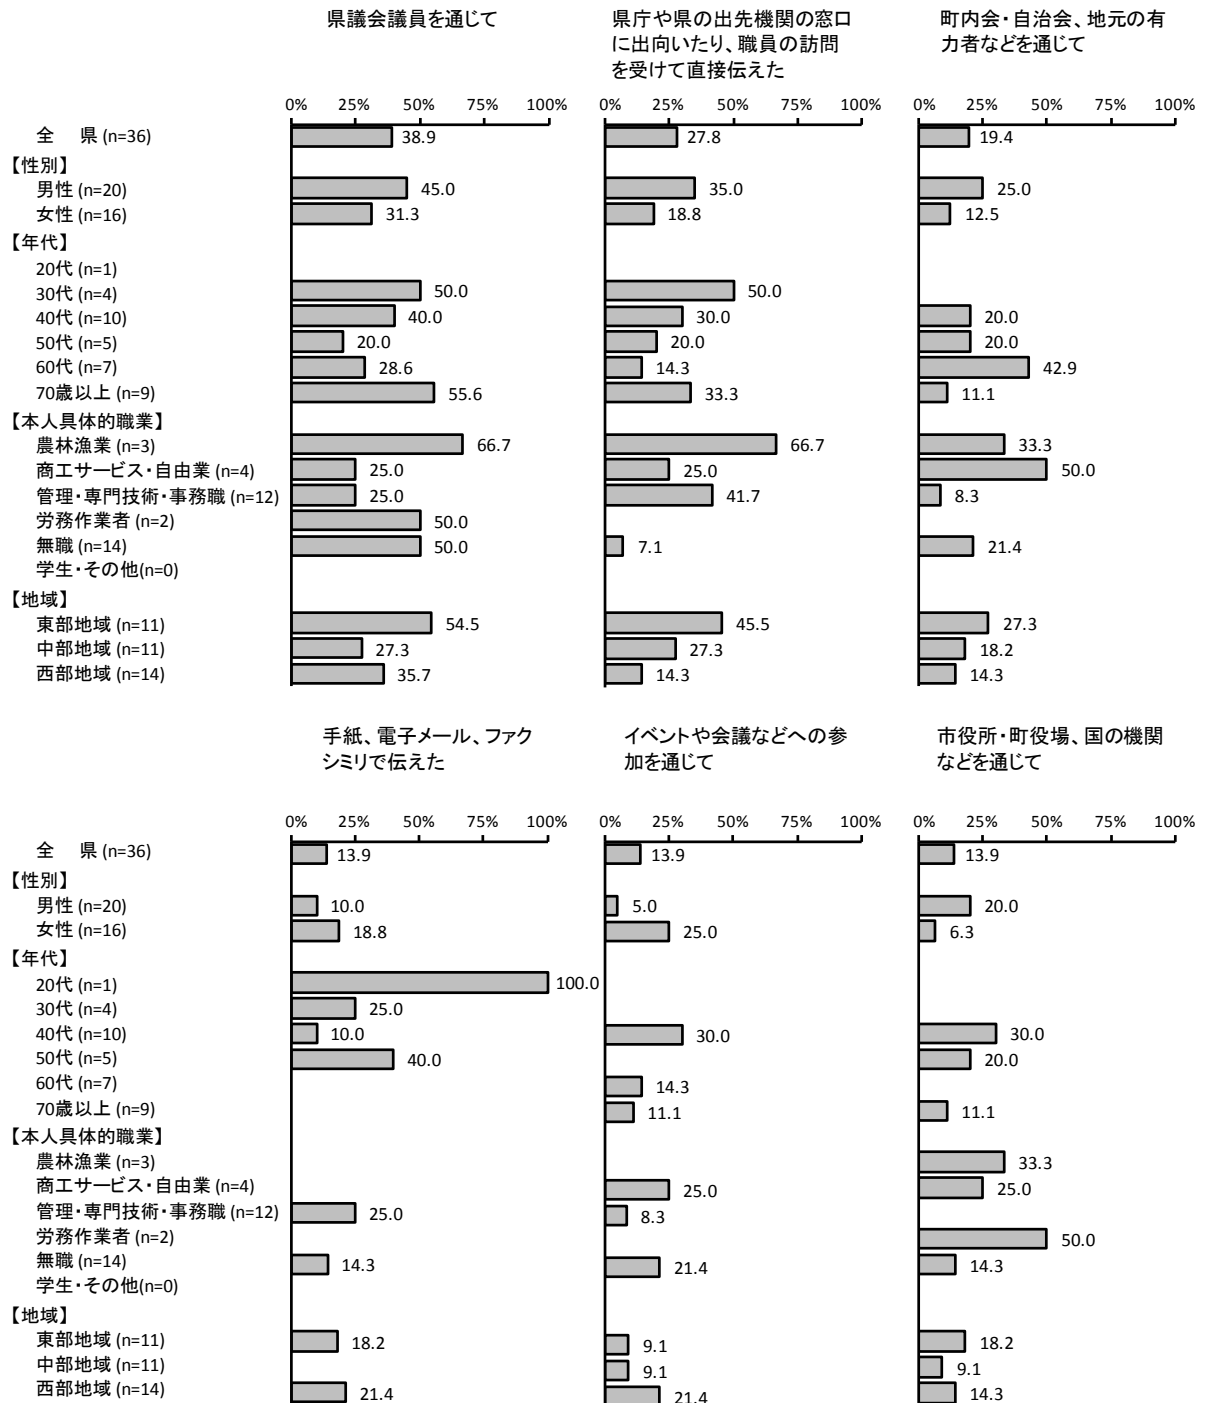 県議会議員を通じて
県庁や県の出先機関の窓口
に出向いたり、職員の訪問
を受けて直接伝えた
町内会・自治会、地元の有
力者などを通じて
0% 25% 50% 75% 100% 0% 25% 50% 75% 100% 0% 25% 50% 75% 100%
全 県 (n=36) 38.9 27.8 19.4
【性別】
男性 (n=20) 45.0 35.0 25.0
女性 (n=16) 31.3 18.8 12.5
【年代】
20代 (n=1)
30代 (n=4) 50.0 50.0
40代 (n=10) 40.0 30.0 20.0
50代 (n=5) 20.0 20.0 20.0
60代 (n=7) 28.6 14.3 42.9
70歳以上 (n=9) 55.6 33.3 11.1
【本人具体的職業】
農林漁業 (n=3) 66.7 66.7 33.3
商工サービス・自由業 (n=4) 25.0 25.0 50.0
管理・専門技術・事務職 (n=12) 25.0 41.7 8.3
労務作業者 (n=2) 50.0
無職 (n=14) 50.0 7.1 21.4
学生・その他(n=0)
【地域】
東部地域 (n=11) 54.5 45.5 27.3
中部地域 (n=11) 27.3 27.3 18.2
西部地域 (n=14) 35.7 14.3 14.3
手紙、電子メール、ファク
シミリで伝えた
イベントや会議などへの参
加を通じて
市役所・町役場、国の機関
などを通じて
0% 25% 50% 75% 100% 0% 25% 50% 75% 100% 0% 25% 50% 75% 100%
全 県 (n=36) 13.9 13.9 13.9
【性別】
男性 (n=20) 10.0 5.0 20.0
女性 (n=16) 18.8 25.0 6.3
【年代】
20代 (n=1) 100.0
30代 (n=4) 25.0
40代 (n=10) 10.0 30.0 30.0
50代 (n=5) 40.0 20.0
60代 (n=7) 14.3
70歳以上 (n=9) 11.1 11.1
【本人具体的職業】
農林漁業 (n=3) 33.3
商工サービス・自由業 (n=4) 25.0 25.0
管理・専門技術・事務職 (n=12) 25.0 8.3
労務作業者 (n=2) 50.0
無職 (n=14) 14.3 21.4 14.3
学生・その他(n=0)
【地域】
東部地域 (n=11) 18.2 9.1 18.2
中部地域 (n=11) 9.1 9.1
西部地域 (n=14) 21.4 21.4 14.3